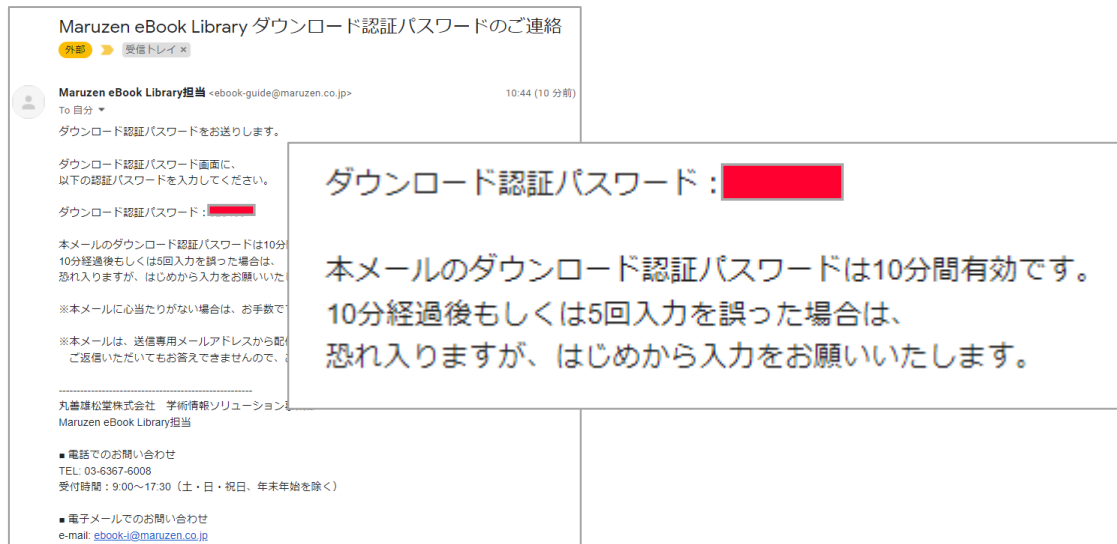 Maruzen eBook Library ダウンロード認証パスワードのご連絡
外部 受信トレイ ×
Maruzen eBook Library担当 <ebook-guide@maruzen.co.jp> 10:44 (10 分前)
To 自分
ダウンロード認証パスワードをお送りします。
ダウンロード認証パスワード画面に、
以下の認証パスワードを入力してください。
ダウンロード認証パスワード：
本メールのダウンロード認証パスワードは10分
10分経過後もしくは5回入力を誤った場合は、
恐れ入りますが、はじめから入力をお願いいた
※本メールに心当たりがない場合は、お手数で
※本メールは、送信専用メールアドレスから配
ご返信いただいてもお答えできませんので、
丸善雄松堂株式会社　学術情報ソリューション
Maruzen eBook Library担当
■ 電話でのお問い合わせ
TEL: 03-6367-6008
受付時間：9:00～17:30（土・日・祝日、年末年始を除く）
■ 電子メールでのお問い合わせ
e-mail: ebook-i@maruzen.co.jp
ダウンロード認証パスワード：
本メールのダウンロード認証パスワードは10分間有効です。
10分経過後もしくは5回入力を誤った場合は、
恐れ入りますが、はじめから入力をお願いいたします。